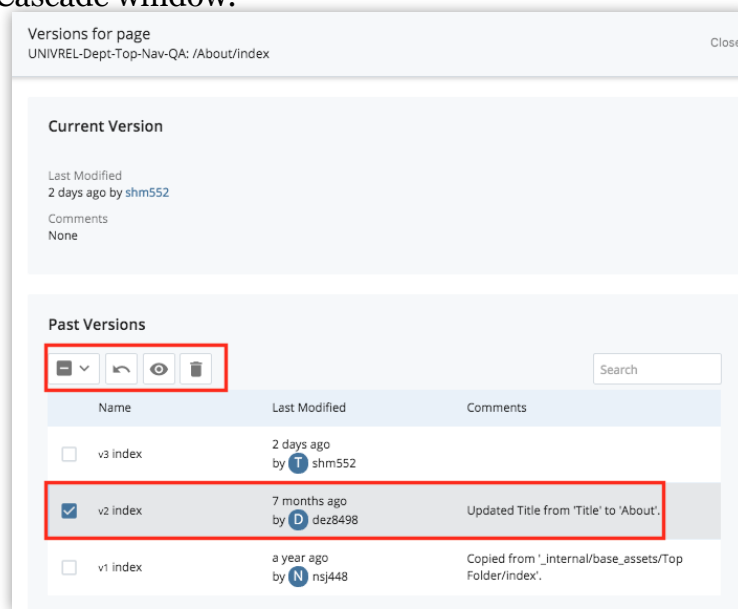 Cascade window.
Versions for page
UNIVREL-Dept-Top-Nav-QA: /About/index
Close
Current Version
Last Modified
2 days ago by shm552
Comments
None
Past Versions
Search
Name Last Modified Comments
v3 index 2 days ago
by T shm552
v2 index 7 months ago Updated Title from 'Title' to 'About'.
by D dez8498
v1 index a year ago Copied from '_internal/base_assets/Top
by N nsj448 Folder/index'.